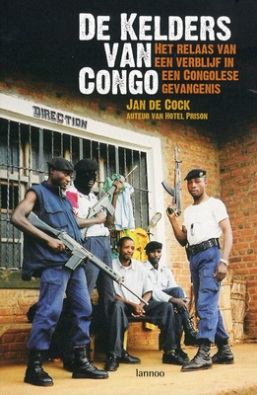 DE KELDERS
VAN
CONGO
HET RELAAS VAN
EEN VERBLIJF IN
EEN CONGOLESE
GEVANGENIS
JAN DE COCK
AUTEUR VAN HOTEL PRISON
DIRECTION
lannoo